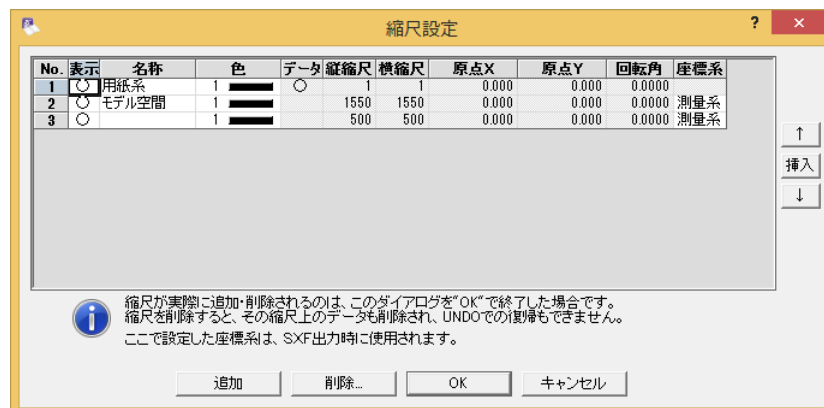 縮尺設定
? ×
No. 表示 名称 色 データ 縦縮尺 横縮尺 原点X 原点Y 回転角 座標系
1 ○ 用紙系 1 ○ 1 1 0.000 0.000 0.0000
2 ○ モデル空間 1 1550 1550 0.000 0.000 0.0000 測量系
3 ○ 1 500 500 0.000 0.000 0.0000 測量系
↑
挿入
↓
縮尺が実際に追加・削除されるのは、このダイアログを“OK”で終了した場合です。
縮尺を削除すると、その縮尺上のデータも削除され、UNDOでの復帰もできません。
ここで設定した座標系は、SXF出力時に使用されます。
追加 削除... OK キャンセル